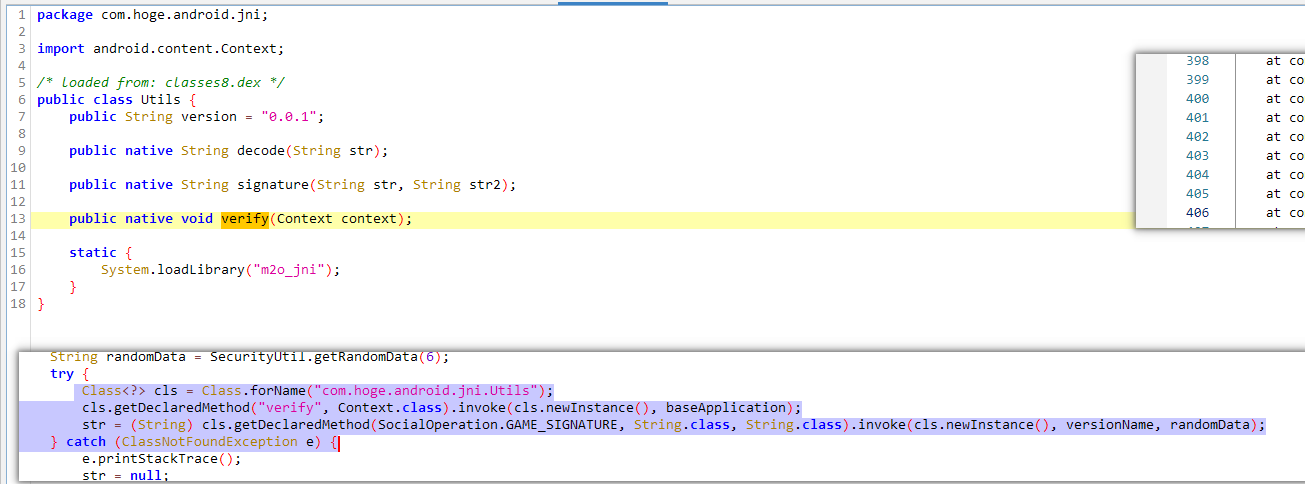 1 package com.hoge.android.jni;
2
3 import android.content.Context;
4
5 /* loaded from: classes8.dex */
6 public class Utils {
7     public String version = "0.0.1";
8
9     public native String decode(String str);
10
11     public native String signature(String str, String str2);
12
13     public native void verify(Context context);
14
15     static {
16         System.loadLibrary("m2o_jni");
17     }
18 }
398 at co
399 at co
400 at co
401 at co
402 at co
403 at co
404 at co
405 at co
406 at co
String randomData = SecurityUtil.getRandomData(6);
try {
    Class<?> cls = Class.forName("com.hoge.android.jni.Utils");
    cls.getDeclaredMethod("verify", Context.class).invoke(cls.newInstance(), baseApplication);
    str = (String) cls.getDeclaredMethod(SocialOperation.GAME_SIGNATURE, String.class, String.class).invoke(cls.newInstance(), versionName, randomData);
} catch (ClassNotFoundException e) {
    e.printStackTrace();
    str = null;